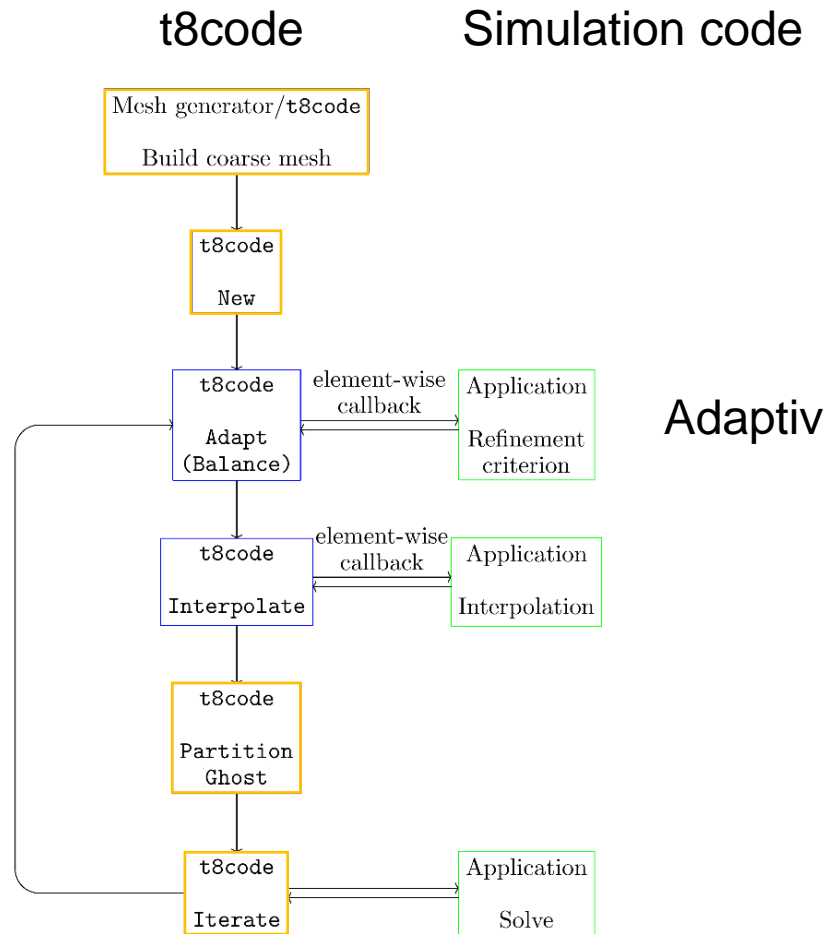 t8code
Simulation code
Mesh generator/t8code
Build coarse mesh
t8code
New
t8code
Adapt
(Balance)
element-wise
callback
Application
Refinement
criterion
Adaptiv
t8code
Interpolate
element-wise
callback
Application
Interpolation
t8code
Partition
Ghost
t8code
Iterate
Application
Solve